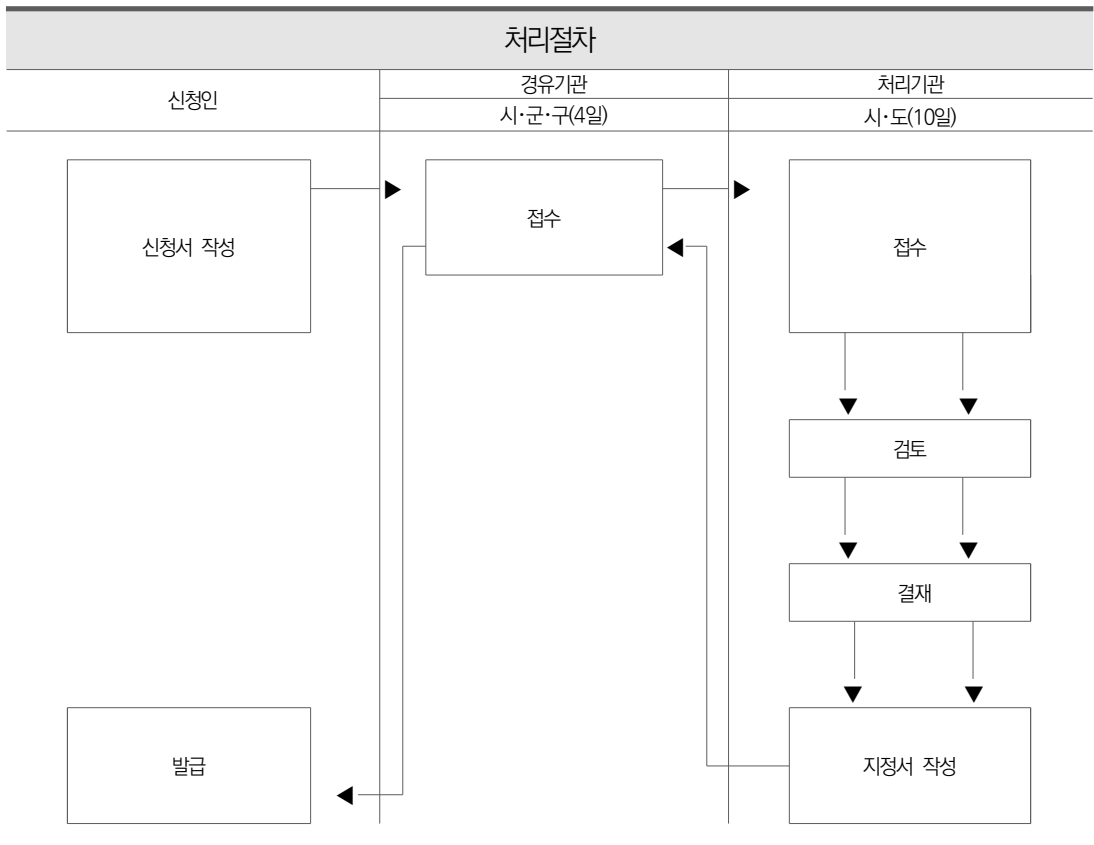 처리절차
신청인
경유기관
처리기관
시·군·구(4일)
시·도(10일)
신청서 작성
접수
접수
검토
결재
발급
지정서 작성